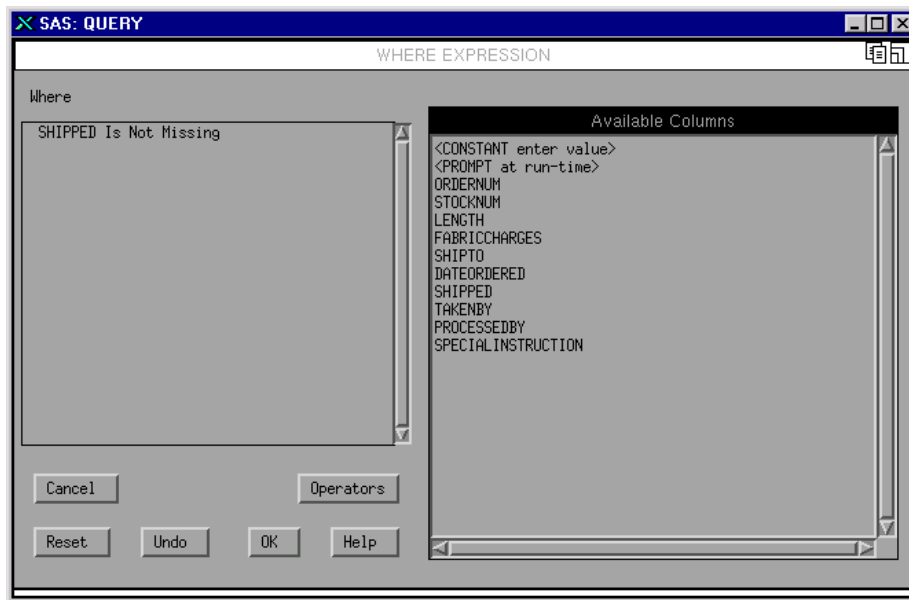 SAS: QUERY
WHERE EXPRESSION
Where
SHIPPED Is Not Missing
Available Columns
<CONSTANT enter value>
<PROMPT at run-time>
ORDERNUM
STOCKNUM
LENGTH
FABRICCHARGES
SHIPTO
DATEORDERED
SHIPPED
TAKENBY
PROCESSEDBY
SPECIALINSTRUCTION
Cancel
Operators
Reset
Undo
OK
Help